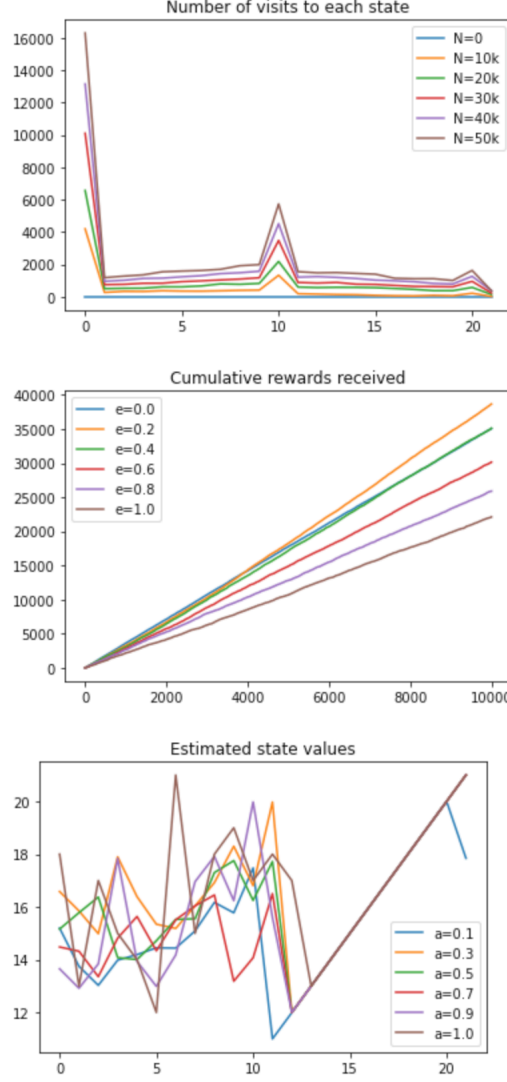 Number of visits to each state
16000
14000
12000
10000
8000
6000
4000
2000
0
N=0
N=10k
N=20k
N=30k
N=40k
N=50k
0 5 10 15 20
Cumulative rewards received
40000
35000
30000
25000
20000
15000
10000
5000
0
e=0.0
e=0.2
e=0.4
e=0.6
e=0.8
e=1.0
0 2000 4000 6000 8000 10000
Estimated state values
20
18
16
14
12
a=0.1
a=0.3
a=0.5
a=0.7
a=0.9
a=1.0
0 5 10 15 20